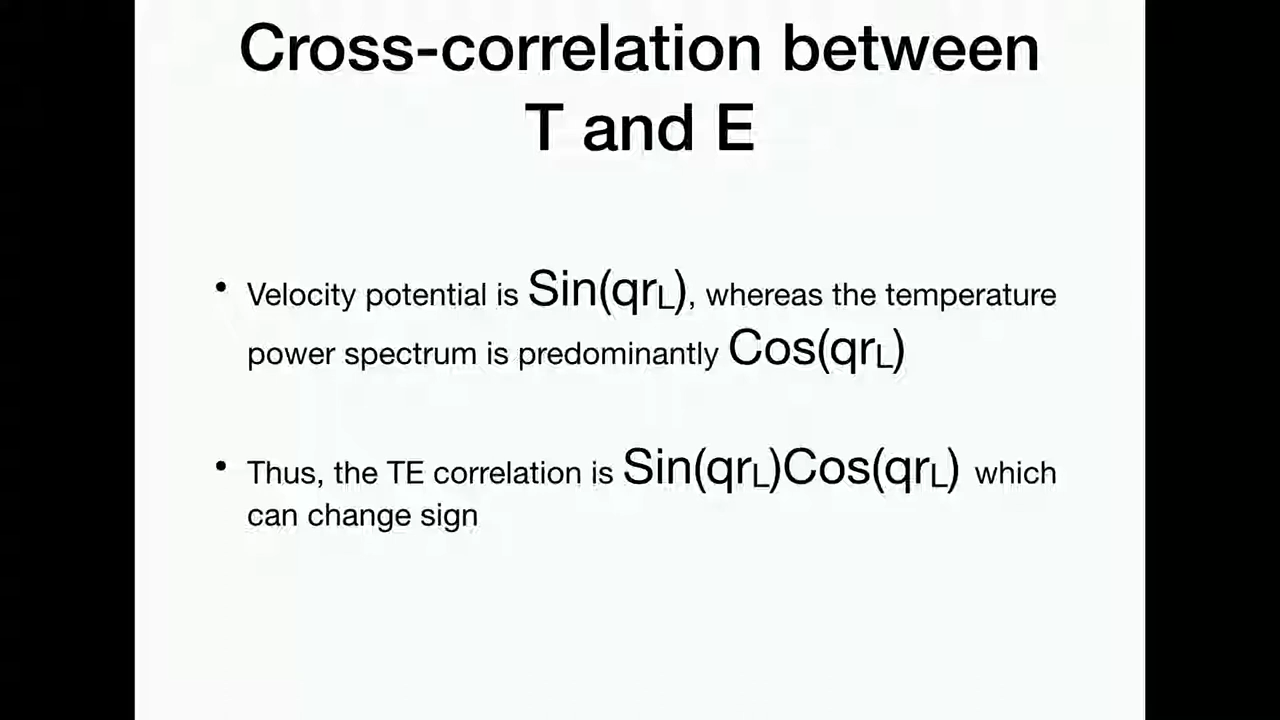 Cross-correlation between
T and E
• Velocity potential is Sin(qrL), whereas the temperature
power spectrum is predominantly Cos(qrL)
• Thus, the TE correlation is Sin(qrL)Cos(qrL) which
can change sign